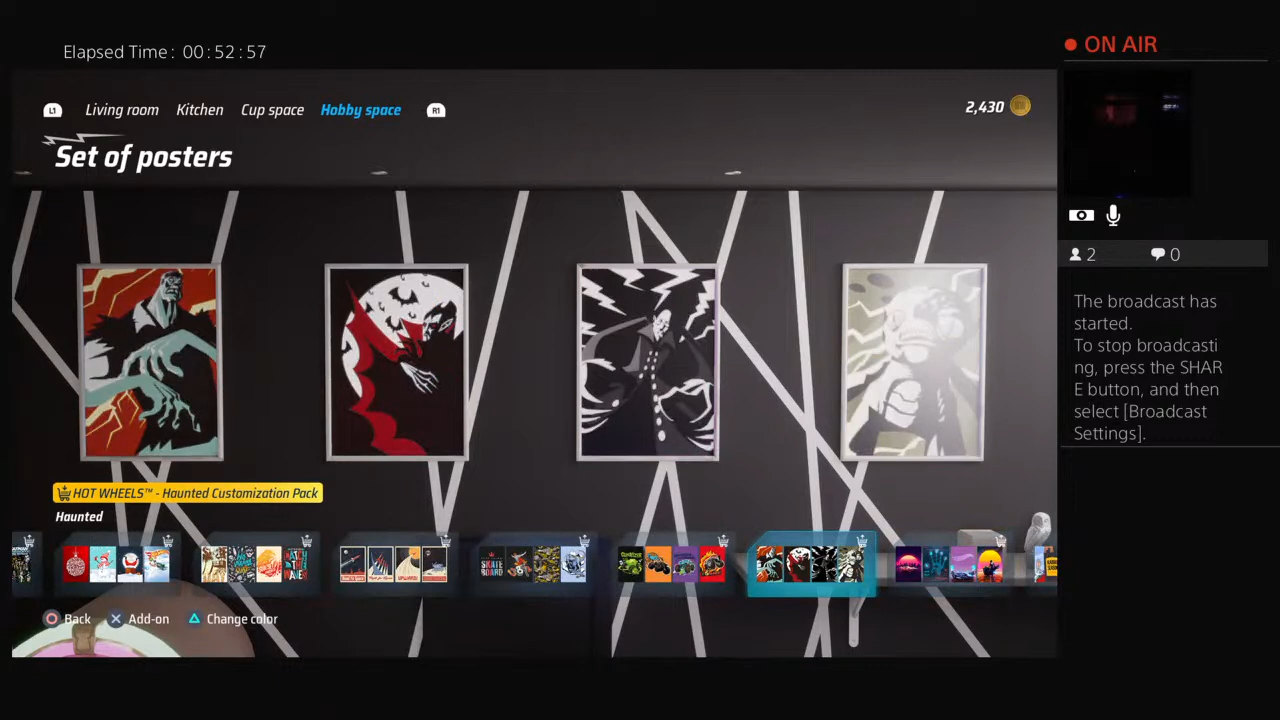 Elapsed Time: 00:52:57
ON AIR
L1 Living room Kitchen Cup space Hobby space R1
2,430
Set of posters
2 0
The broadcast has
started.
To stop broadcasti
ng, press the SHAR
E button, and then
select [Broadcast
Settings].
HOT WHEELS™ - Haunted Customization Pack
Haunted
SKATE
BOARD
Back Add-on Change color